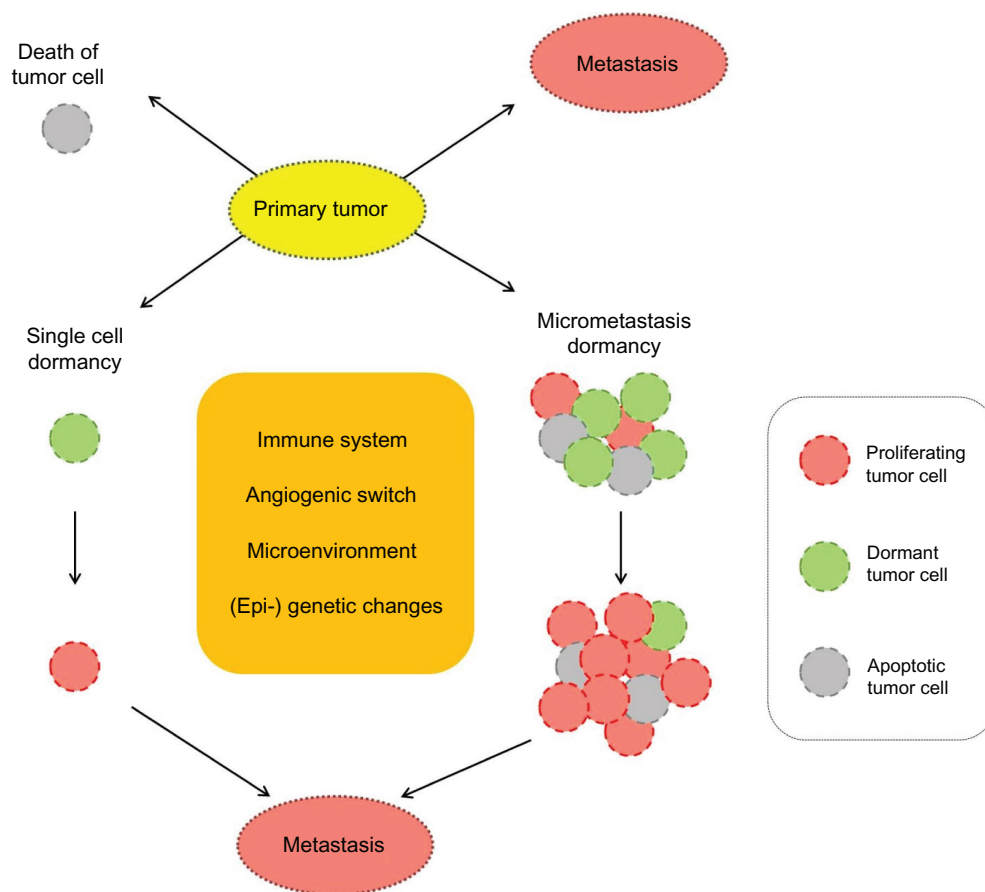 Death of
tumor cell
Metastasis
Primary tumor
Single cell
dormancy
Micrometastasis
dormancy
Immune system
Angiogenic switch
Microenvironment
(Epi-) genetic changes
Proliferating
tumor cell
Dormant
tumor cell
Apoptotic
tumor cell
Metastasis